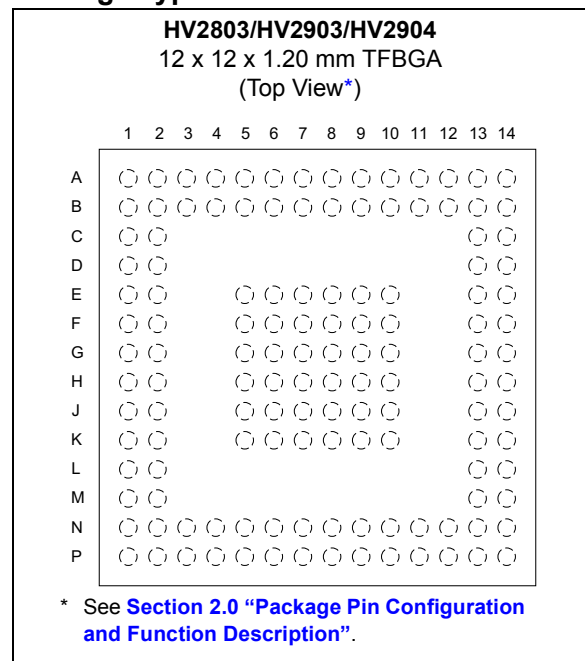 HV2803/HV2903/HV2904
12 x 12 x 1.20 mm TFBGA
(Top View*)
1 2 3 4 5 6 7 8 9 10 11 12 13 14
A
B
C
D
E
F
G
H
J
K
L
M
N
P
* See Section 2.0 “Package Pin Configuration
and Function Description”.